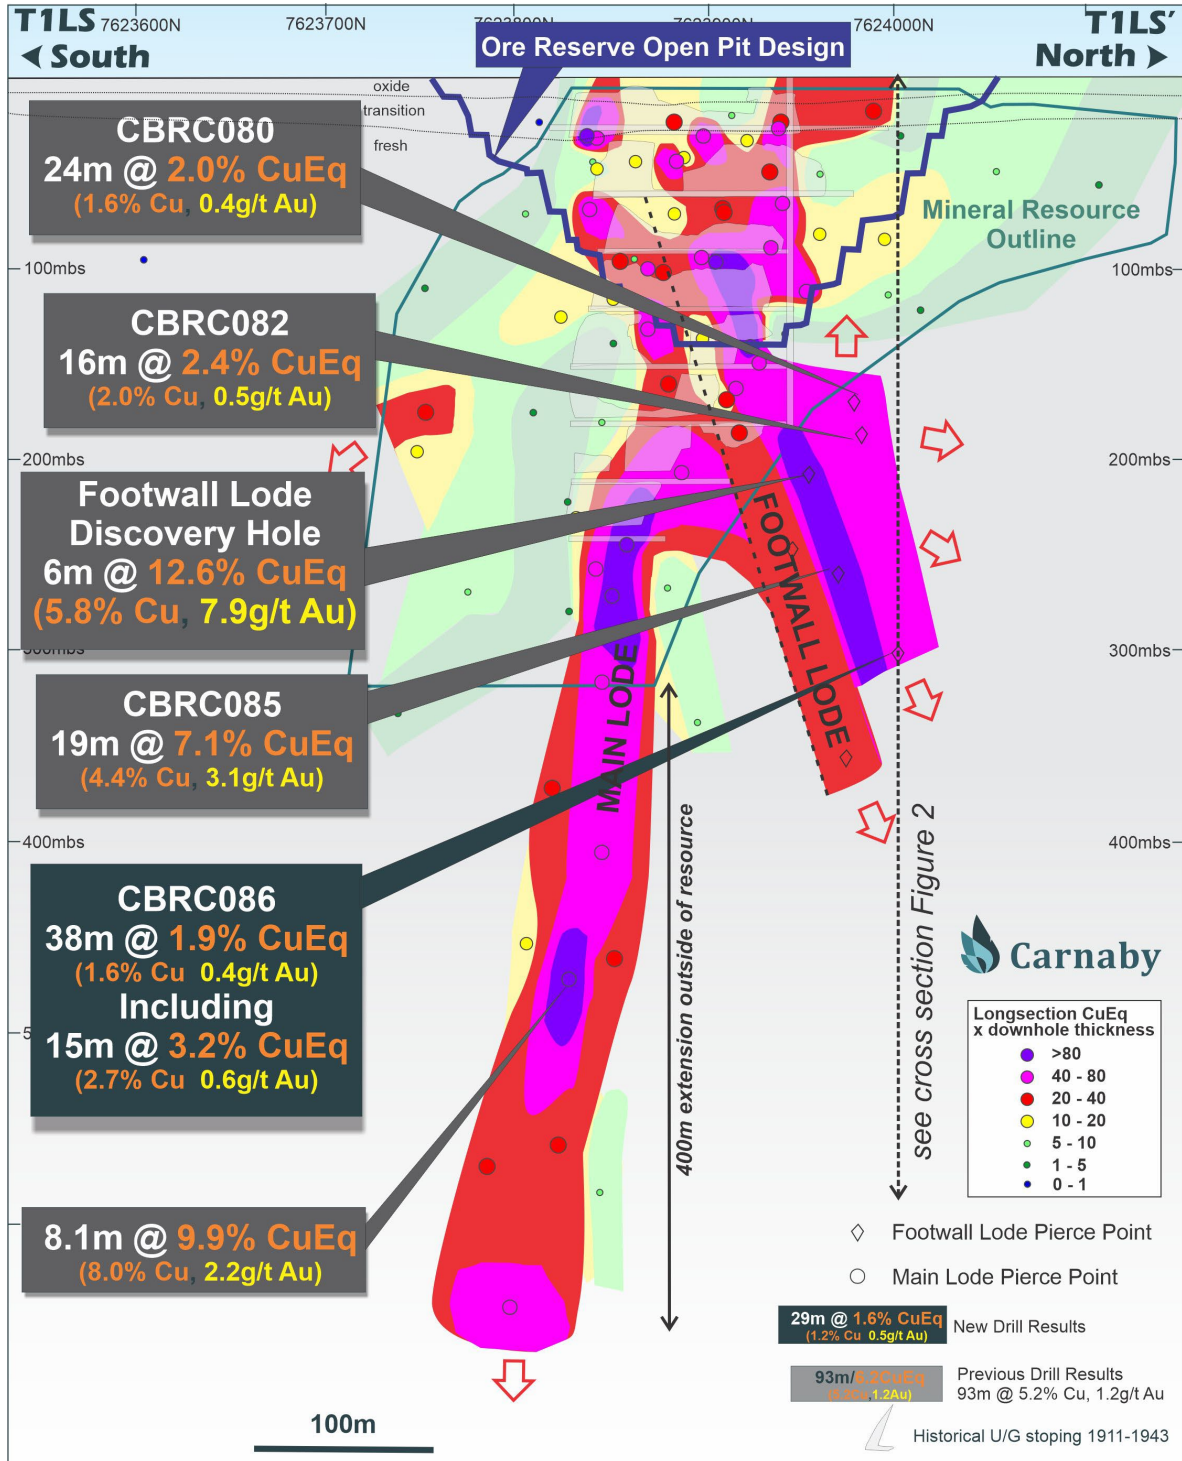 T1LS
7623600N
7623700N
7624000N
T1LS'
South
North
Ore Reserve Open Pit Design
oxide
transition
fresh
CBRC080
24m @ 2.0% CuEq
(1.6% Cu, 0.4g/t Au)
Mineral Resource
Outline
100mbs
100mbs
CBRC082
16m @ 2.4% CuEq
(2.0% Cu, 0.5g/t Au)
200mbs
200mbs
Footwall Lode
Discovery Hole
6m @ 12.6% CuEq
(5.8% Cu, 7.9g/t Au)
FOOTWALL LODE
300mbs
MAIN LODE
CBRC085
19m @ 7.1% CuEq
(4.4% Cu, 3.1g/t Au)
400mbs
400mbs
400m extension outside of resource
see cross section Figure 2
CBRC086
38m @ 1.9% CuEq
(1.6% Cu 0.4g/t Au)
Including
15m @ 3.2% CuEq
(2.7% Cu 0.6g/t Au)
Carnaby
Longsection CuEq
x downhole thickness
>80
40 - 80
20 - 40
10 - 20
5 - 10
1 - 5
0 - 1
8.1m @ 9.9% CuEq
(8.0% Cu, 2.2g/t Au)
Footwall Lode Pierce Point
Main Lode Pierce Point
29m @ 1.6% CuEq
(1.2% Cu 0.5g/t Au)
New Drill Results
93m/6.2CuEq
(5.2Cu,1.2Au)
Previous Drill Results
93m @ 5.2% Cu, 1.2g/t Au
Historical U/G stoping 1911-1943
100m